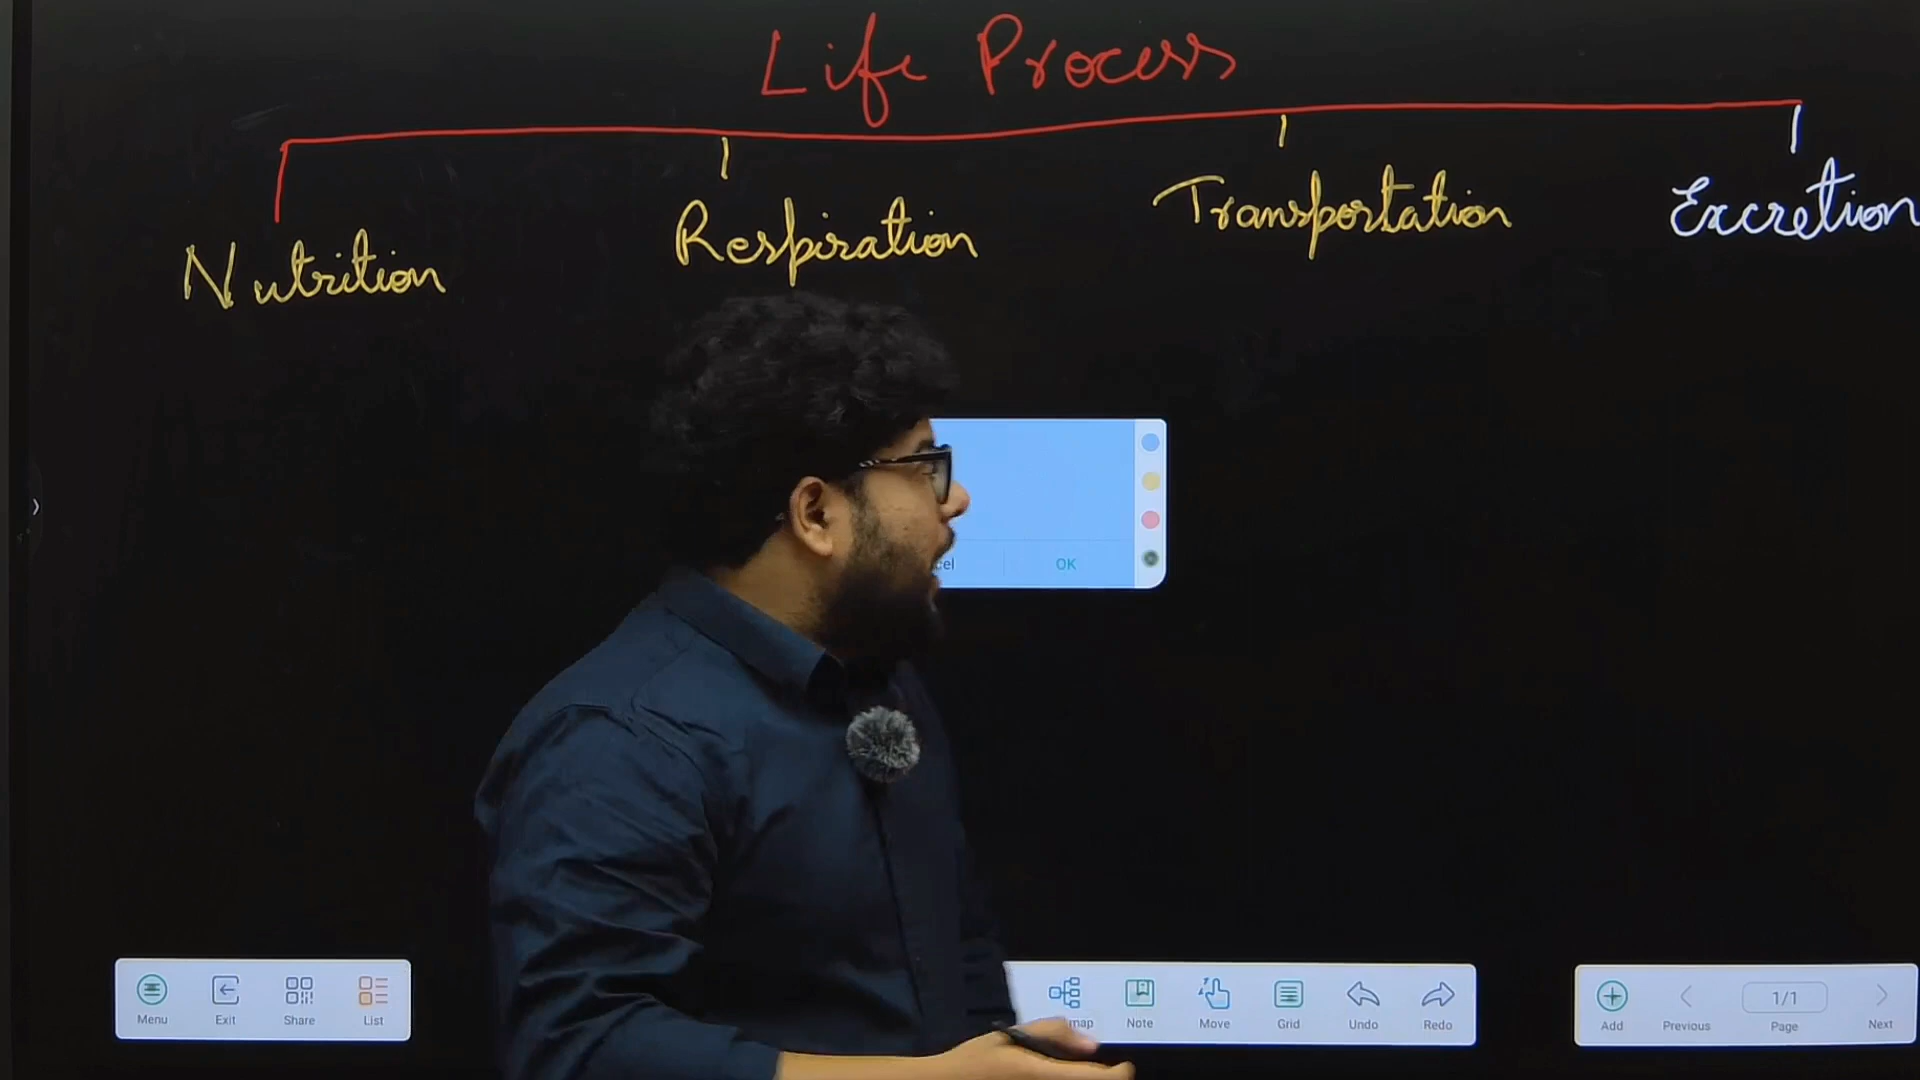 Life Process
Nutrition Respiration Transportation Excretion
OK
Menu Exit Share List Note Move Grid Undo Redo Add Previous 1/1 Page Next